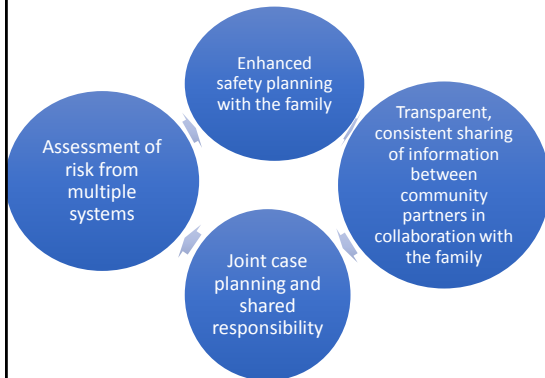 Enhanced
safety planning
with the family
Transparent,
consistent sharing
of information
between
community
partners in
collaboration with
the family
Joint case
planning and
shared
responsibility
Assessment of
risk from
multiple
systems